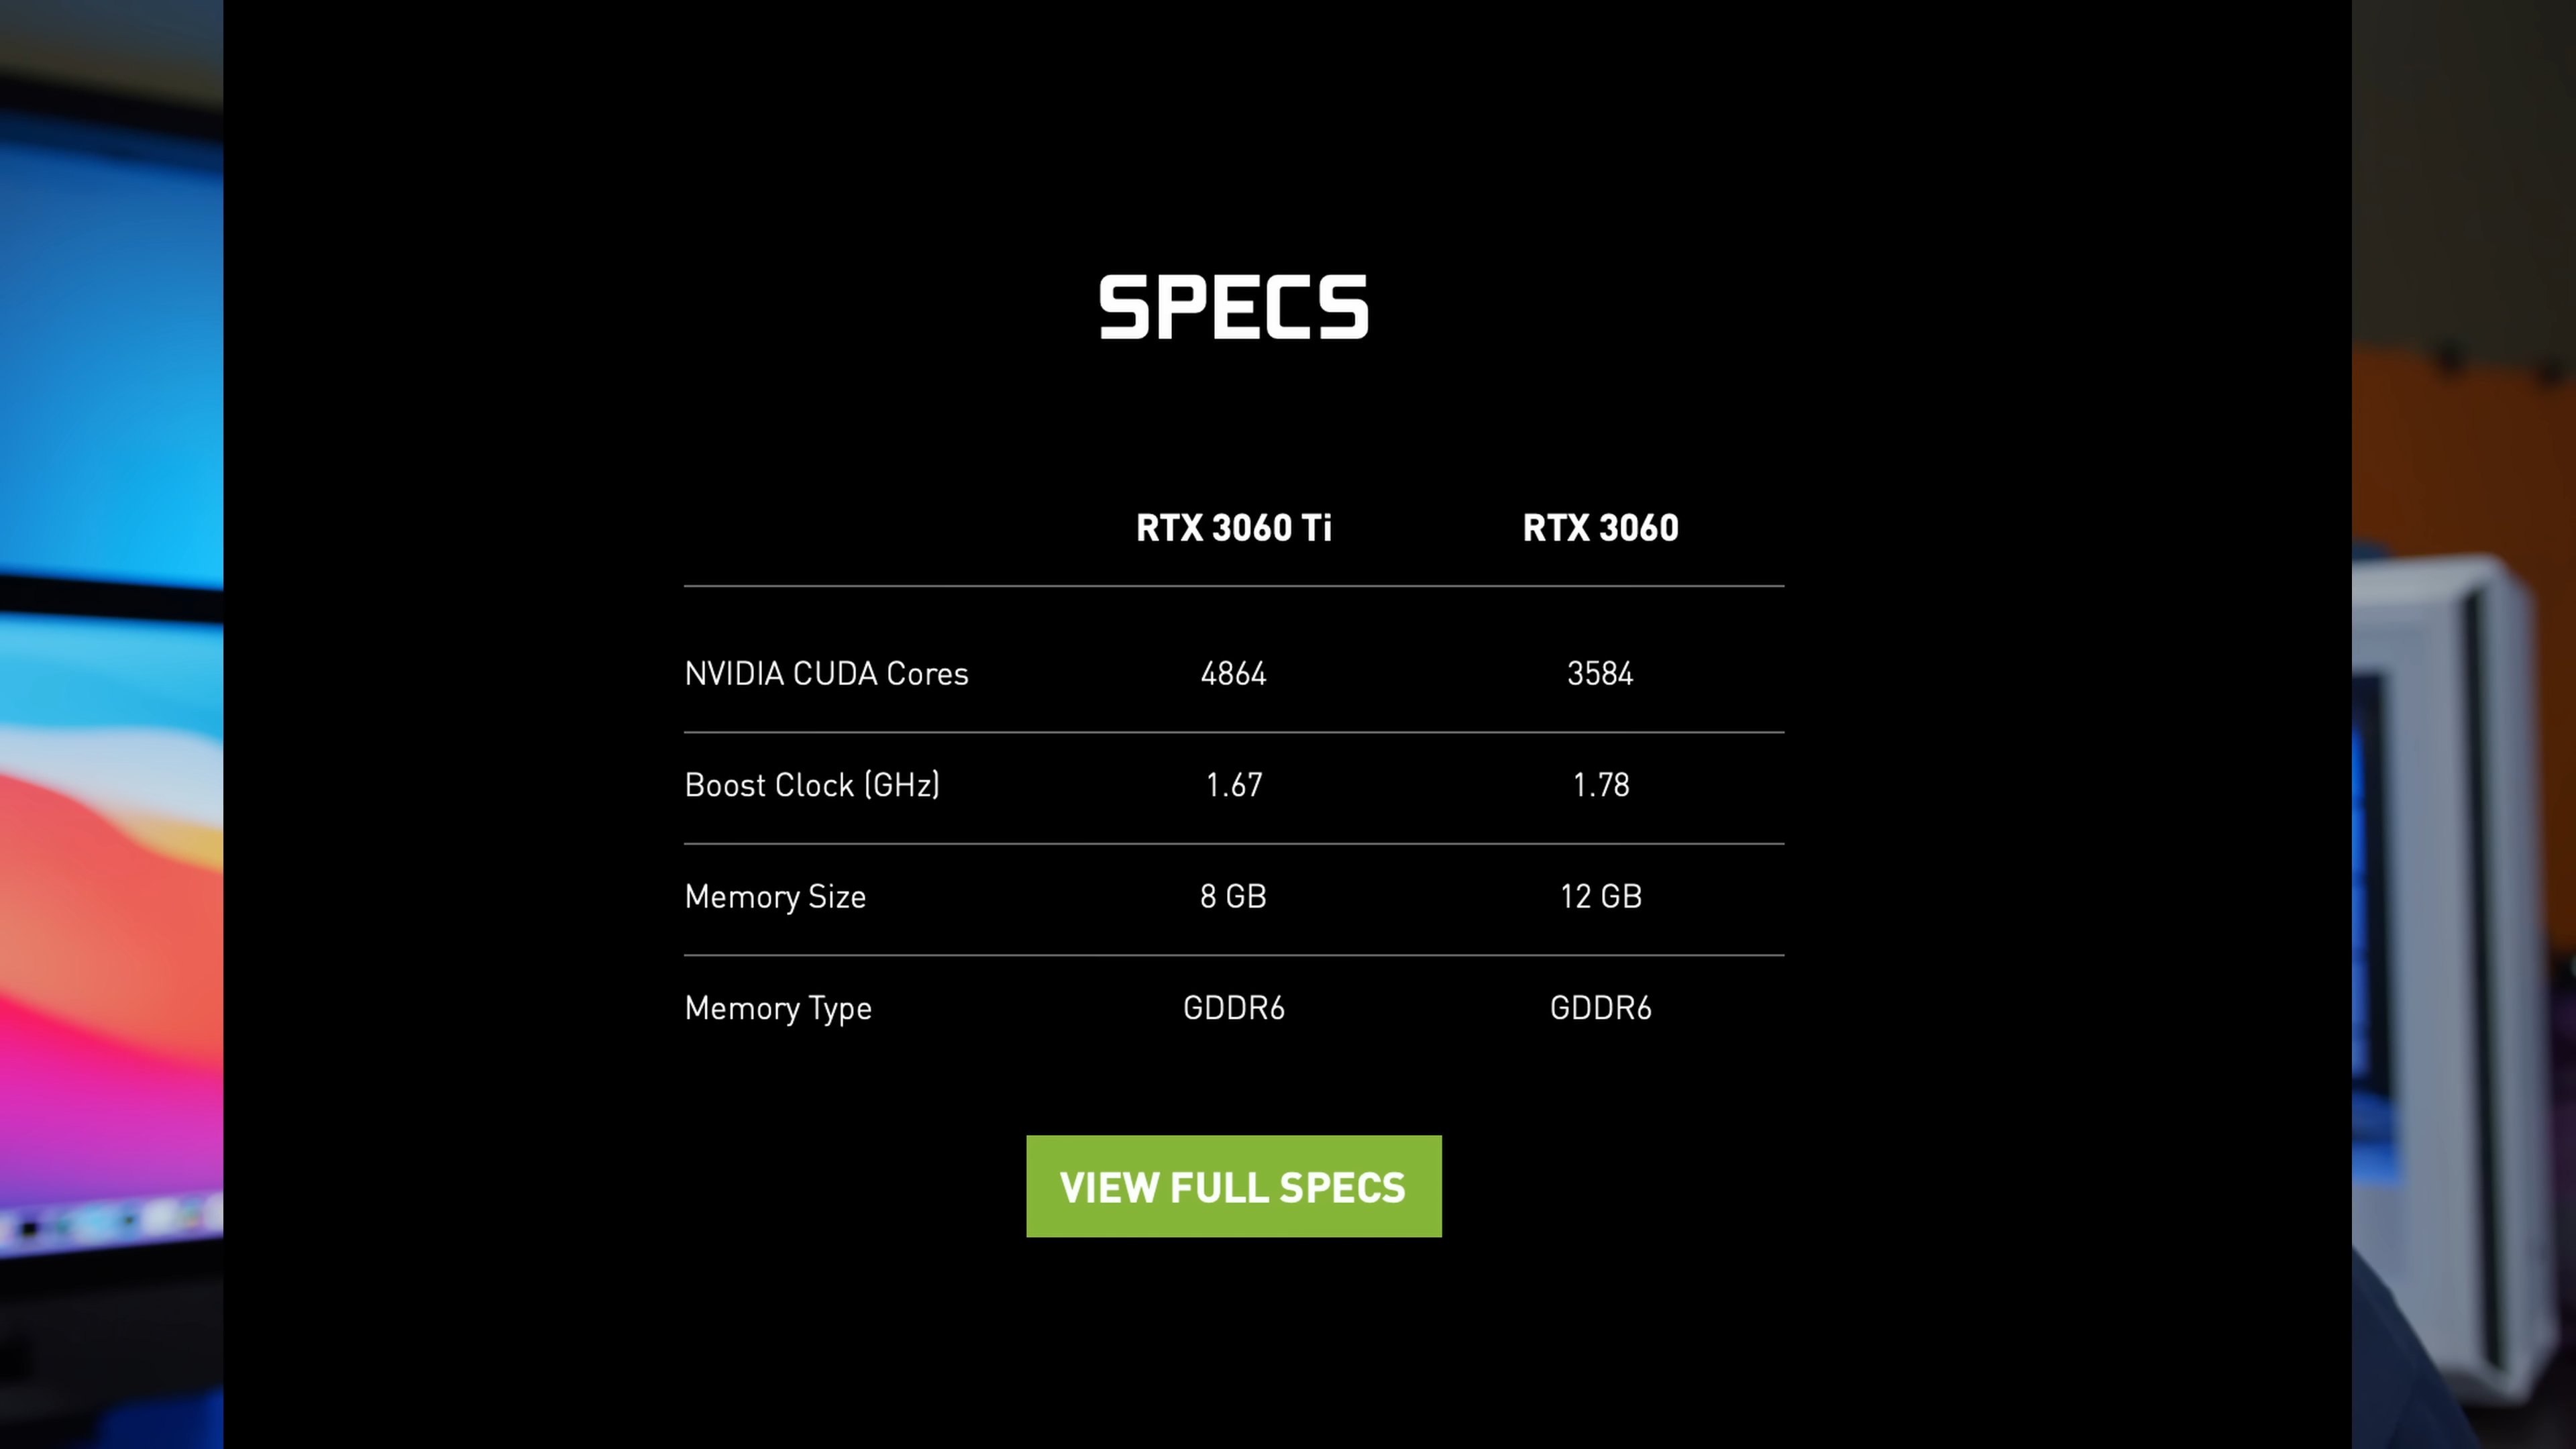 SPECS
RTX 3060 Ti RTX 3060
NVIDIA CUDA Cores 4864 3584
Boost Clock (GHz) 1.67 1.78
Memory Size 8 GB 12 GB
Memory Type GDDR6 GDDR6
VIEW FULL SPECS